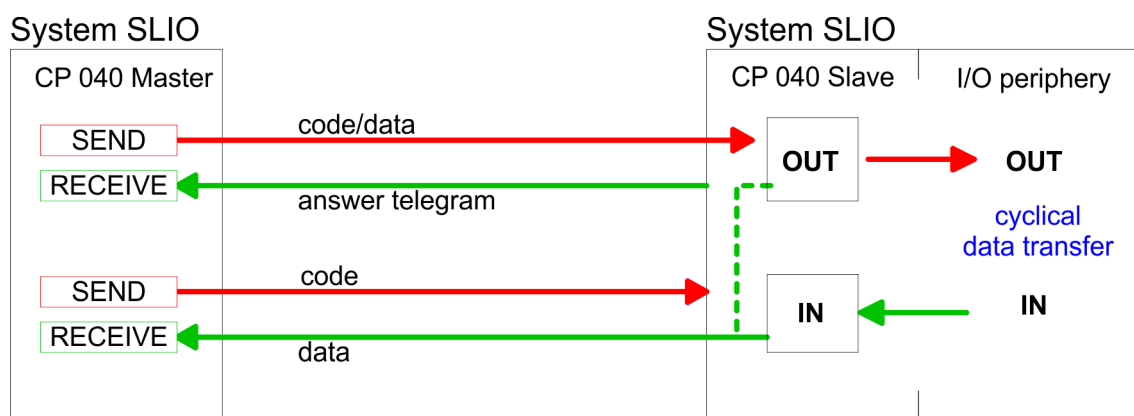 System SLIO
System SLIO
CP 040 Master
CP 040 Slave
I/O periphery
SEND
code/data
OUT
OUT
RECEIVE
answer telegram
cyclical
data transfer
SEND
code
IN
IN
RECEIVE
data